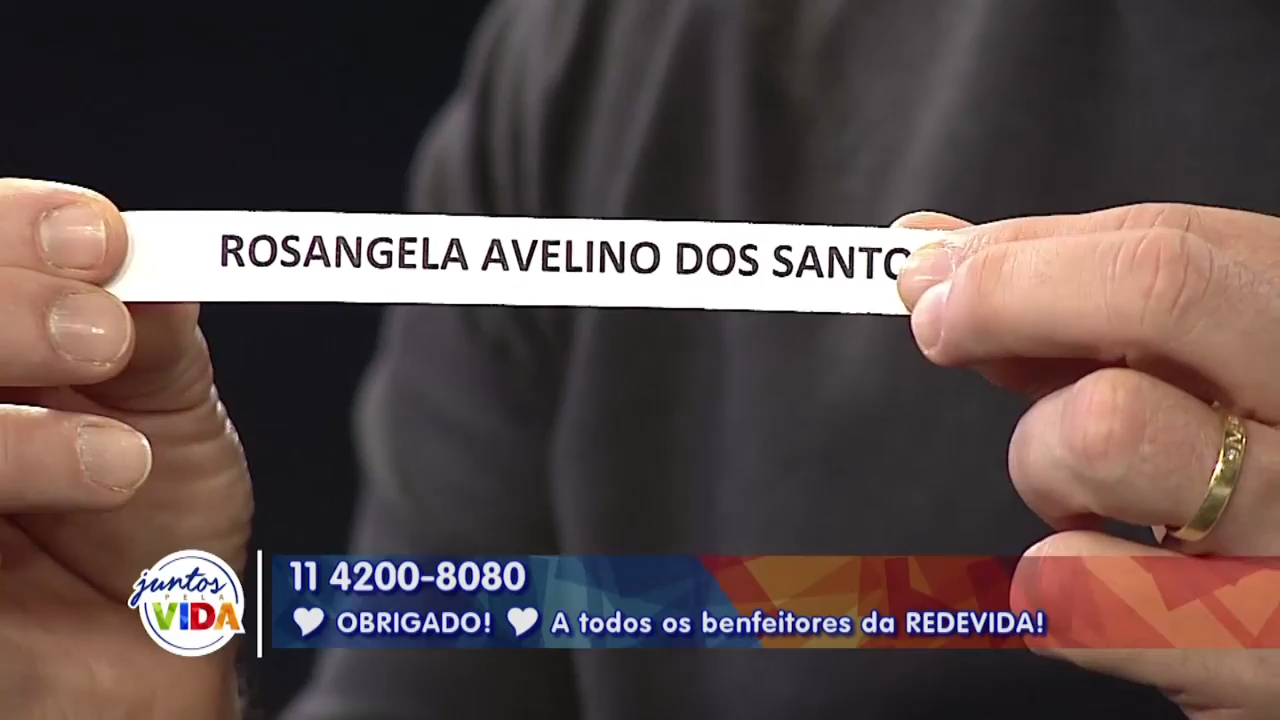 ROSANGELA AVELINO DOS SANTO
juntos
PELA
VIDA
11 4200-8080
OBRIGADO! A todos os benfeitores da REDEVIDA!